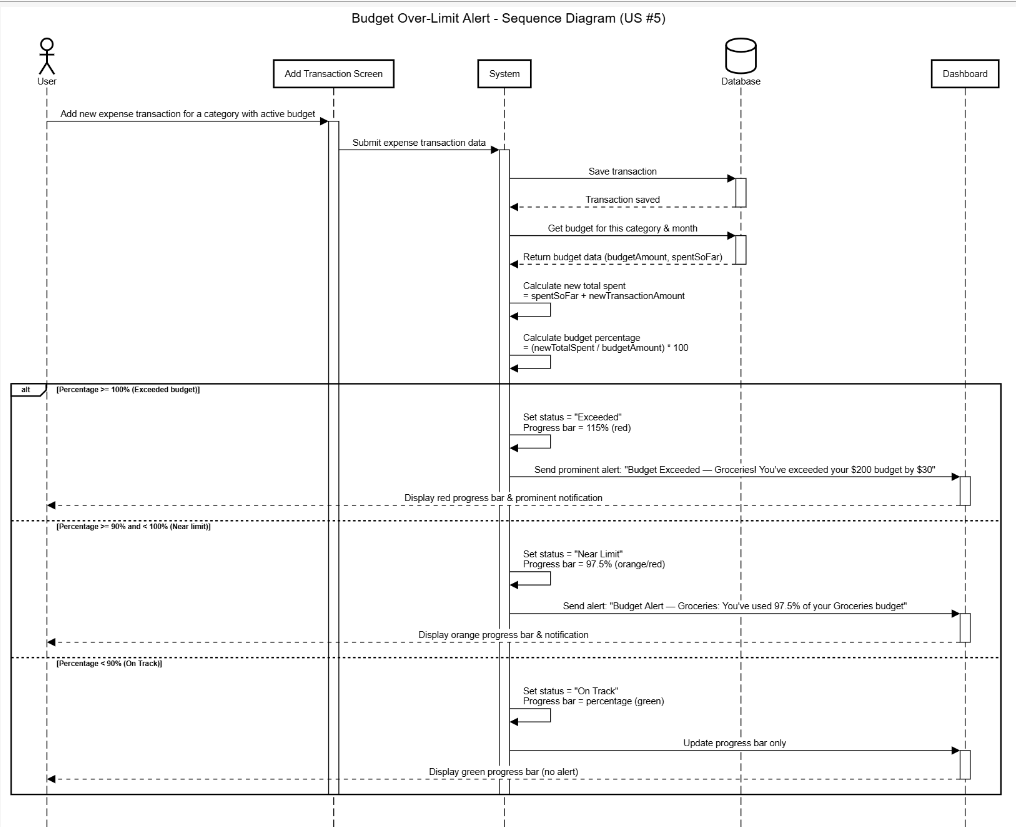 Budget Over-Limit Alert - Sequence Diagram (US #5)
User
Add Transaction Screen
System
Database
Dashboard
Add new expense transaction for a category with active budget
Submit expense transaction data
Save transaction
Transaction saved
Get budget for this category & month
Return budget data (budgetAmount, spentSoFar)
Calculate new total spent
= spentSoFar + newTransactionAmount
Calculate budget percentage
= (newTotalSpent / budgetAmount) * 100
alt
[Percentage >= 100% (Exceeded budget)]
Set status = "Exceeded"
Progress bar = 115% (red)
Send prominent alert: "Budget Exceeded — Groceries! You've exceeded your $200 budget by $30"
Display red progress bar & prominent notification
[Percentage >= 90% and < 100% (Near limit)]
Set status = "Near Limit"
Progress bar = 97.5% (orange/red)
Send alert: "Budget Alert — Groceries: You've used 97.5% of your Groceries budget"
Display orange progress bar & notification
[Percentage < 90% (On Track)]
Set status = "On Track"
Progress bar = percentage (green)
Update progress bar only
Display green progress bar (no alert)